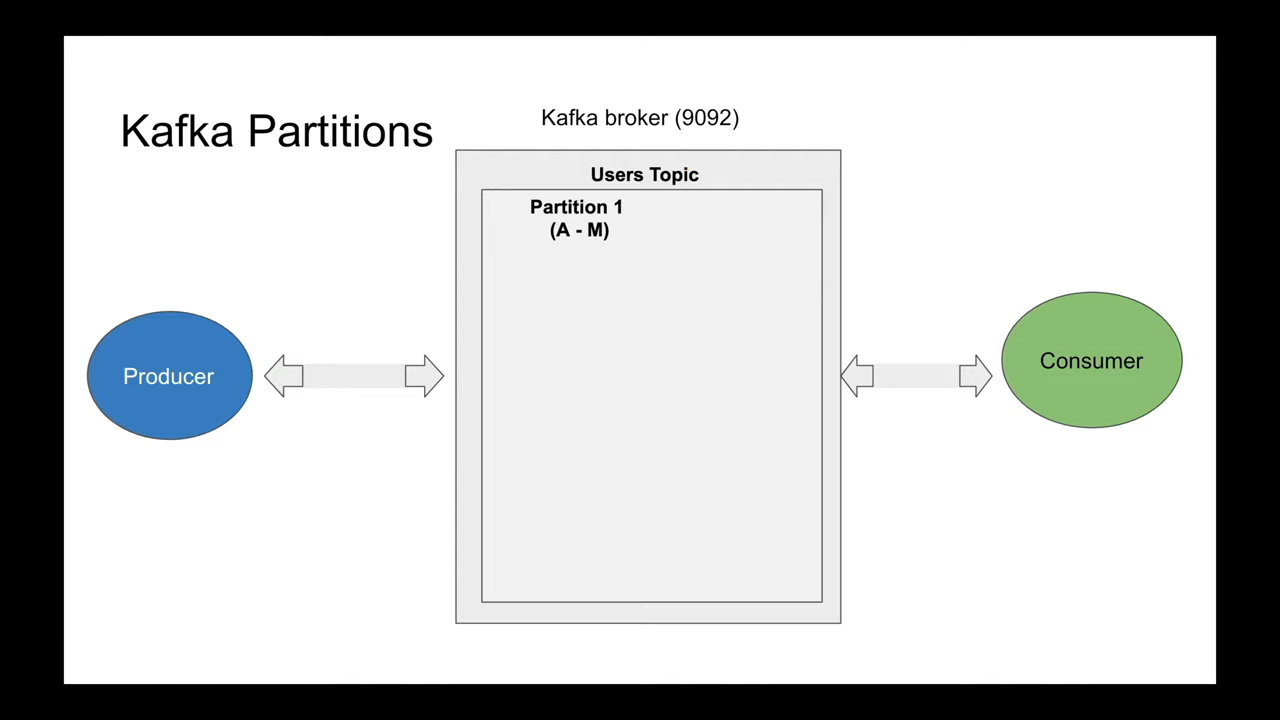 Kafka Partitions
Kafka broker (9092)
Users Topic
Partition 1
(A - M)
Producer
Consumer